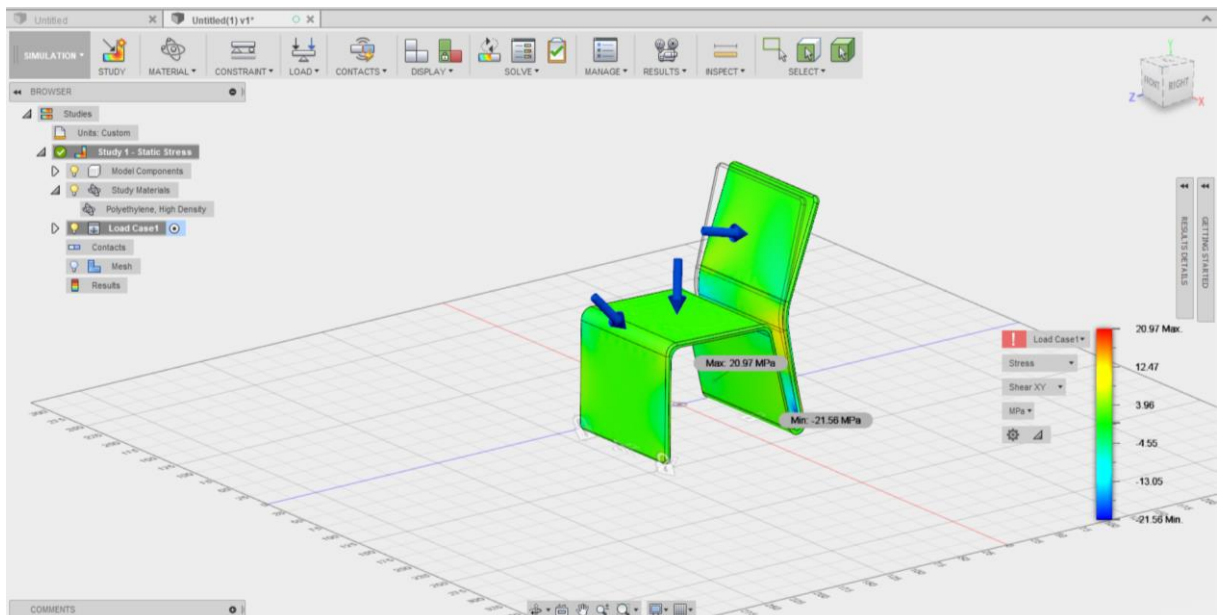 Untitled
Untitled(1) v1*
SIMULATION
STUDY
MATERIAL
CONSTRAINT
LOAD
CONTACTS
DISPLAY
SOLVE
MANAGE
RESULTS
INSPECT
SELECT
BROWSER
Studies
Units: Custom
Study 1 - Static Stress
Model Components
Study Materials
Polyethylene, High Density
Load Case1
Contacts
Mesh
Results
Y
RIGHT
Z
X
RESULTS DETAILS
GETTING STARTED
Max: 20.97 MPa
Min: -21.56 MPa
Load Case1
Stress
Shear XY
MPa
20.97 Max.
12.47
3.96
-4.55
-13.05
-21.56 Min.
COMMENTS